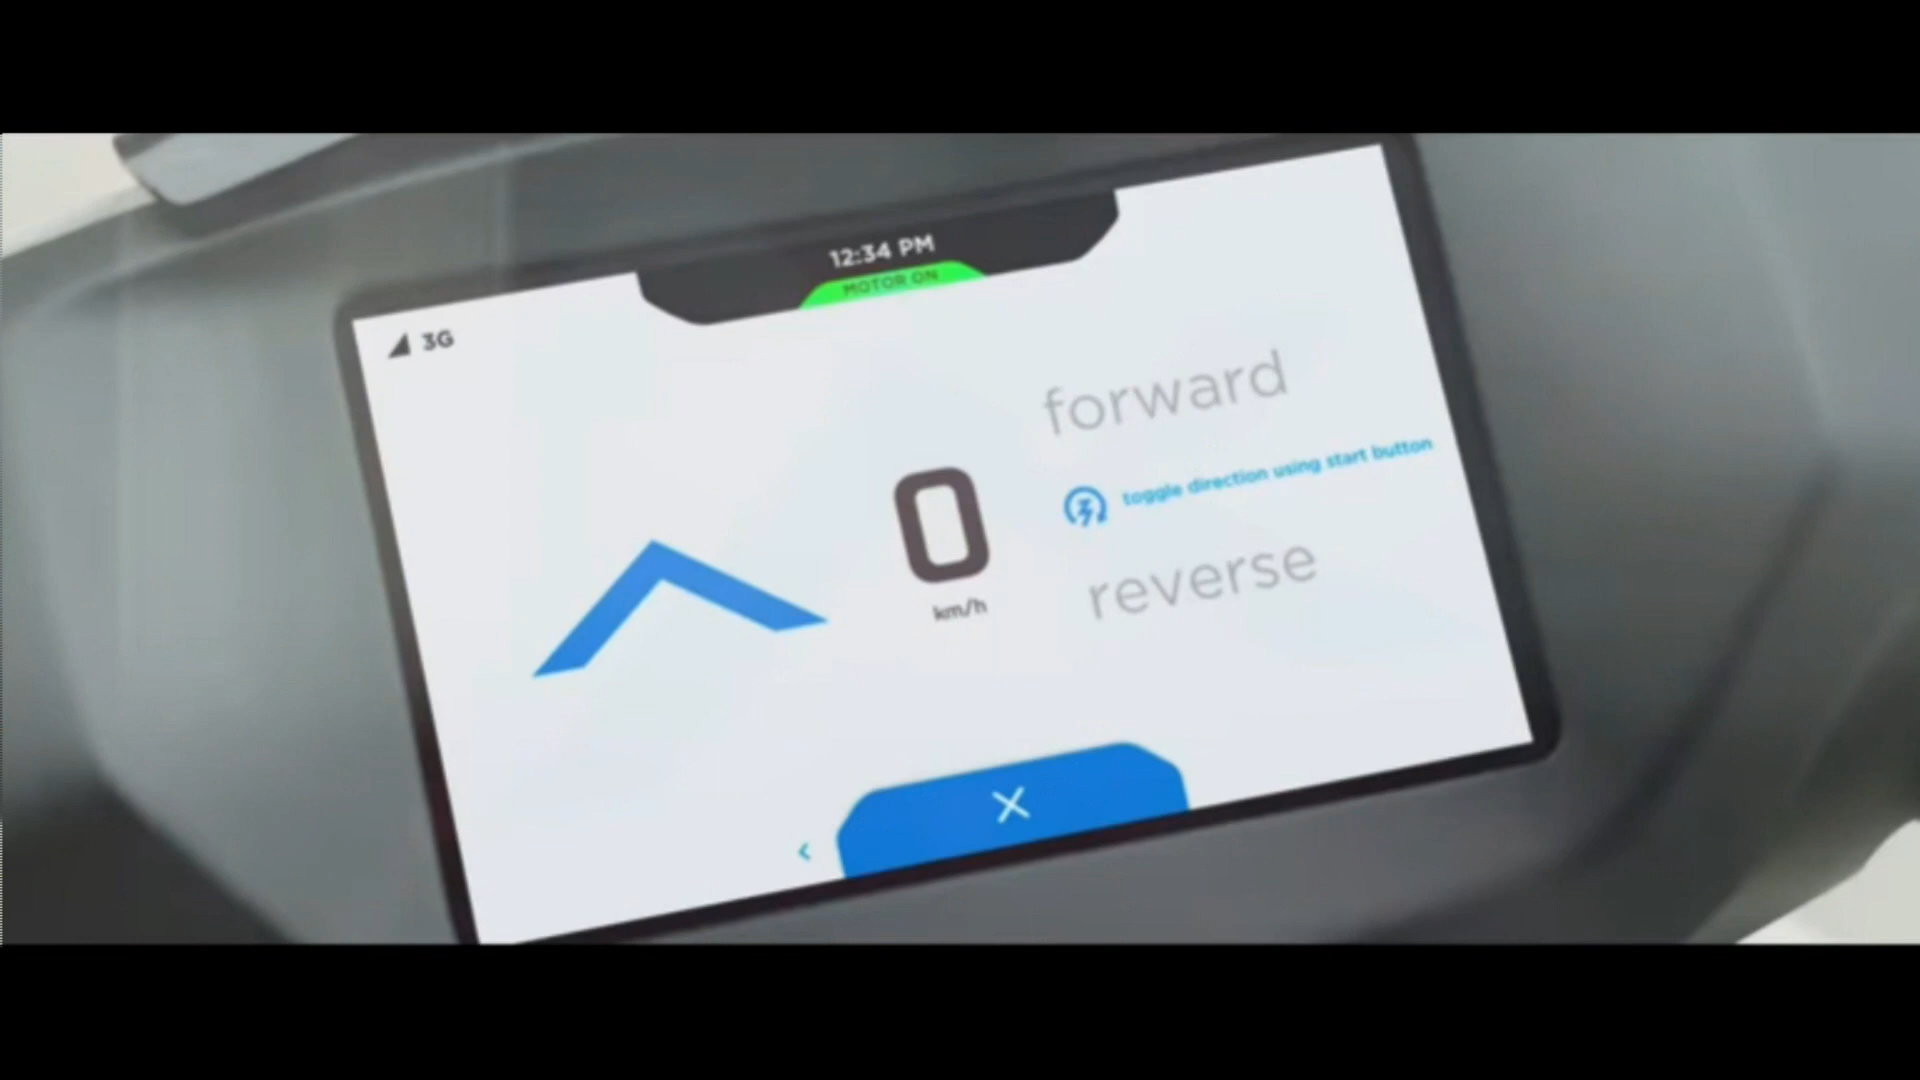 12:34 PM
MOTOR ON
3G
forward
toggle direction using start button
0
km/h
reverse